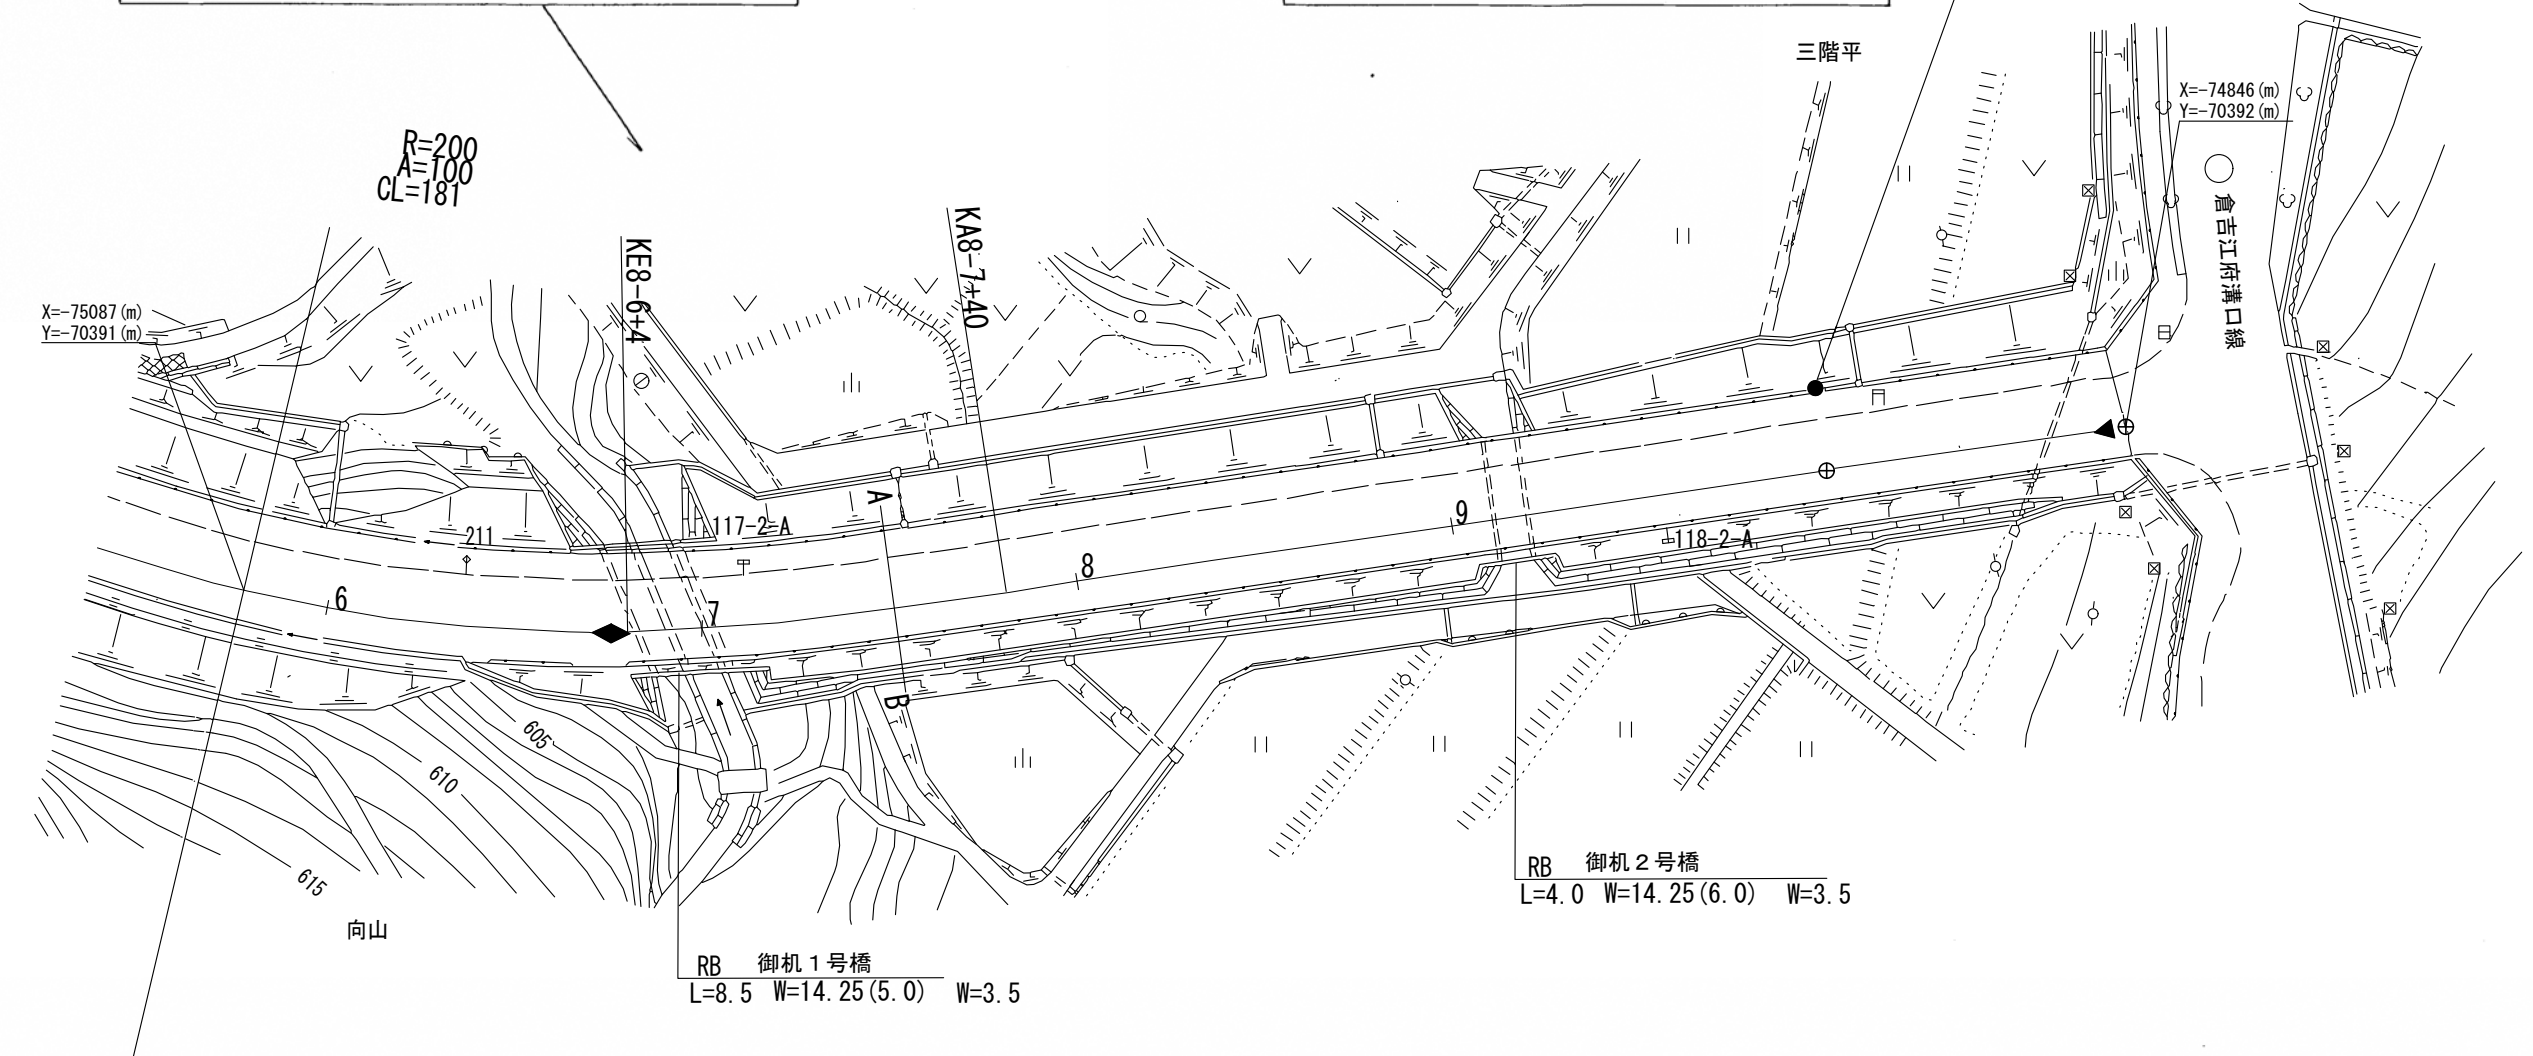 三階平
X=-74846(m)
Y=-70392(m)
R=200
A=100
CL=181
倉吉江府溝口線
KE8-6+4
KA8-7+40
X=-75087(m)
Y=-70391(m)
A
117-2-A
211
9
118-2-A
8
6
7
B
605
610
615
向山
RB 御机2号橋
L=4.0 W=14.25(6.0) W=3.5
RB 御机1号橋
L=8.5 W=14.25(5.0) W=3.5